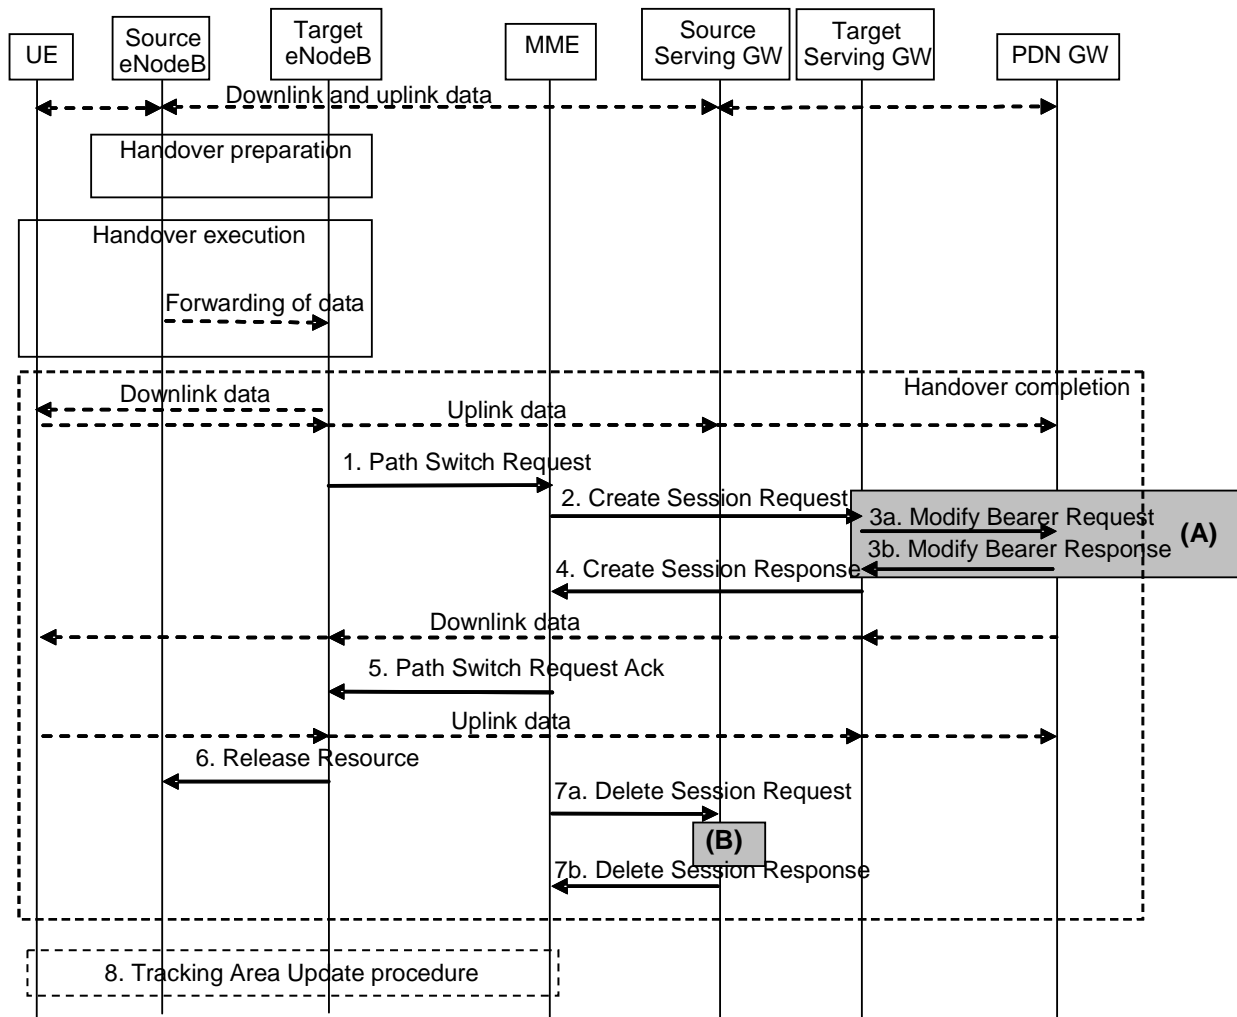 UE
Source
eNodeB
Target
eNodeB
MME
Source
Serving GW
Target
Serving GW
PDN GW
Downlink and uplink data
Handover preparation
Handover execution
Forwarding of data
Handover completion
Downlink data
Uplink data
1. Path Switch Request
2. Create Session Request
3a. Modify Bearer Request
(A)
3b. Modify Bearer Response
4. Create Session Response
Downlink data
5. Path Switch Request Ack
Uplink data
6. Release Resource
7a. Delete Session Request
(B)
7b. Delete Session Response
8. Tracking Area Update procedure